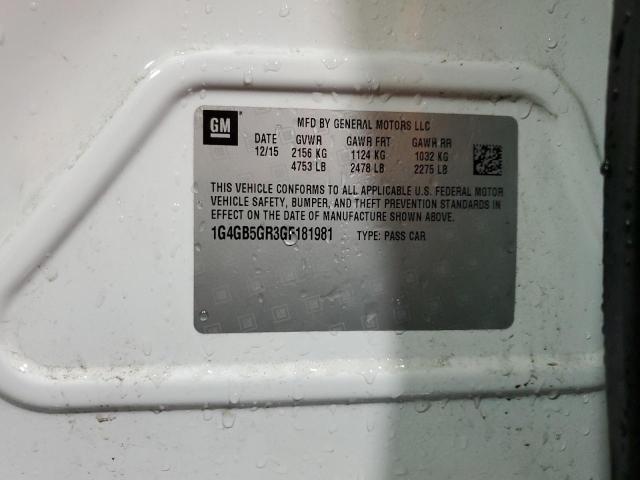 GM
MFD BY GENERAL MOTORS LLC
DATE GVWR GAWR FRT GAWR RR
12/15 2156 KG 1124 KG 1032 KG
4753 LB 2478 LB 2275 LB
THIS VEHICLE CONFORMS TO ALL APPLICABLE U.S. FEDERAL MOTOR
VEHICLE SAFETY, BUMPER, AND THEFT PREVENTION STANDARDS IN
EFFECT ON THE DATE OF MANUFACTURE SHOWN ABOVE.
1G4GB5GR3GF181981 TYPE: PASS CAR